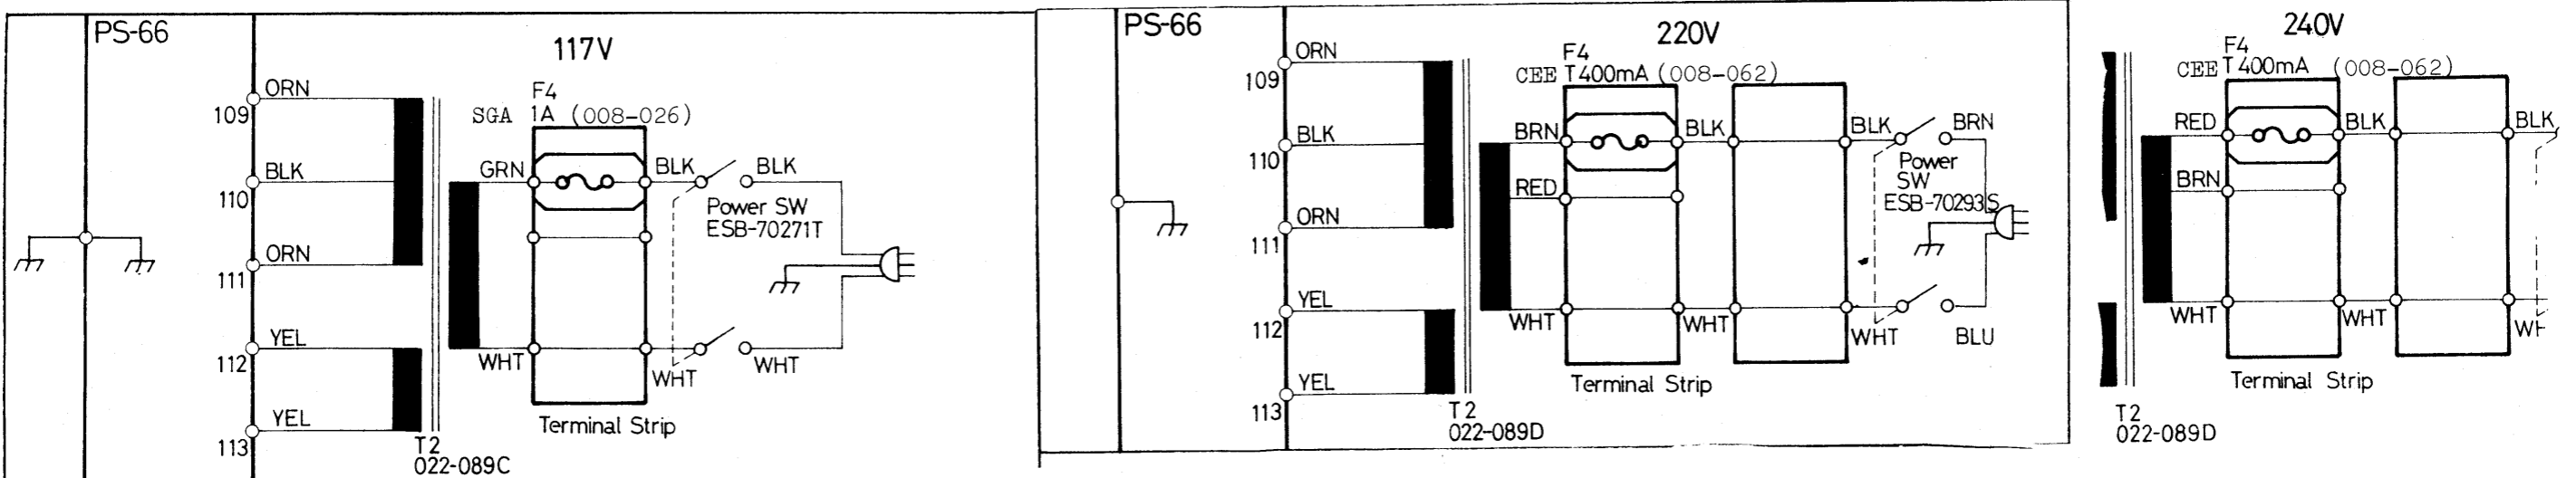 PS-66
117V
ORN
109
BLK
110
ORN
111
YEL
112
YEL
113
T2
022-089C
F4
SGA 1A (008-026)
GRN
BLK
BLK
Power SW
ESB-70271T
WHT
WHT
WHT
Terminal Strip
PS-66
220V
ORN
109
BLK
110
ORN
111
YEL
112
YEL
113
T2
022-089D
F4
CEE T400mA (008-062)
BRN
BLK
BLK
BRN
RED
Power
SW
ESB-70293S
WHT
WHT
WHT
BLU
Terminal Strip
240V
F4
CEE T400mA (008-062)
RED
BLK
BLK
BRN
WHT
WHT
Terminal Strip
T2
022-089D